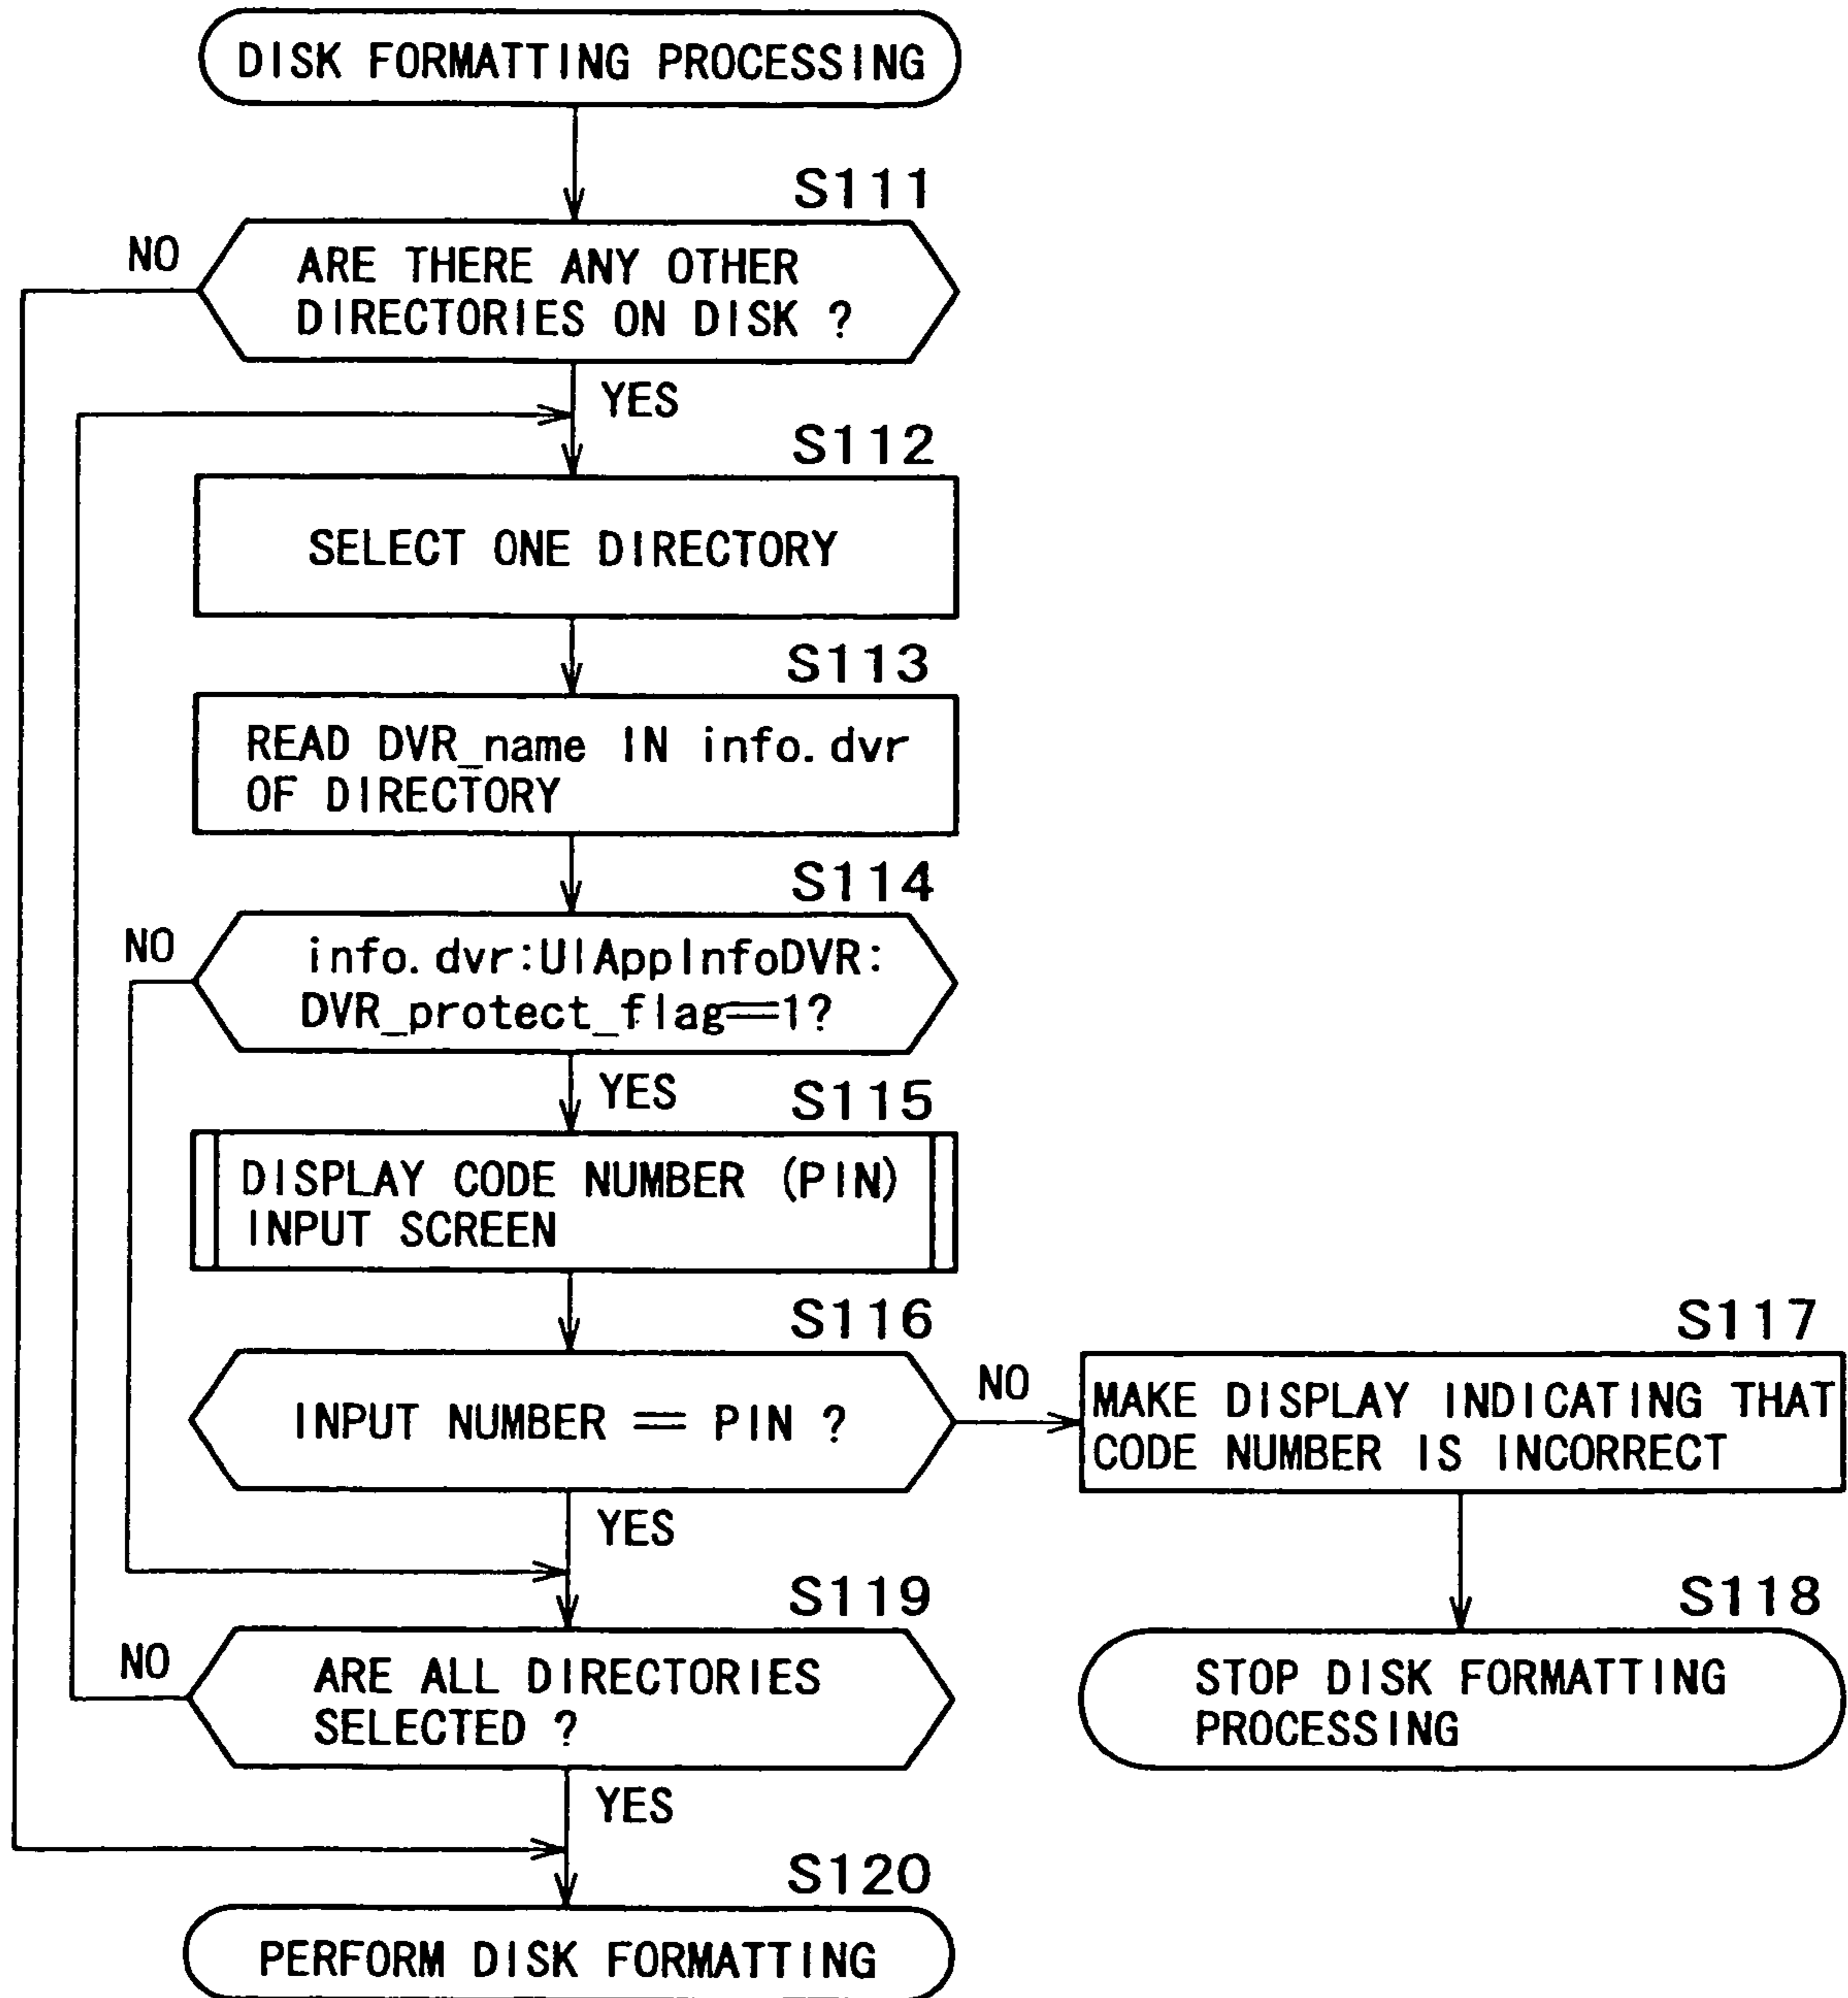 DISK FORMATTING PROCESSING
S111
NO
ARE THERE ANY OTHER
DIRECTORIES ON DISK ?
YES
S112
SELECT ONE DIRECTORY
S113
READ DVR_name IN info.dvr
OF DIRECTORY
S114
NO
info.dvr:UIAppInfoDVR:
DVR_protect_flag==1?
YES
S115
DISPLAY CODE NUMBER (PIN)
INPUT SCREEN
S116
INPUT NUMBER == PIN ?
NO
S117
MAKE DISPLAY INDICATING THAT
CODE NUMBER IS INCORRECT
YES
S118
STOP DISK FORMATTING
PROCESSING
S119
NO
ARE ALL DIRECTORIES
SELECTED ?
YES
S120
PERFORM DISK FORMATTING